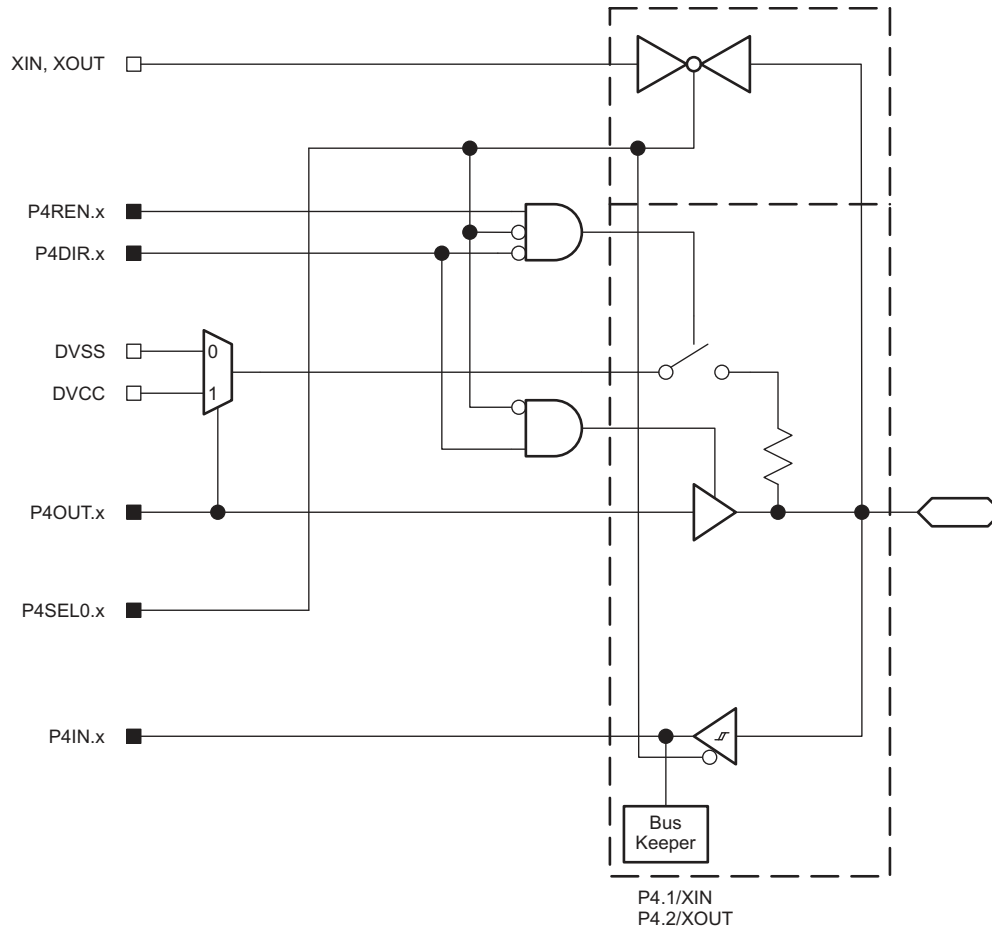 XIN, XOUT
P4REN.x
P4DIR.x
DVSS
0
DVCC
1
P4OUT.x
P4SEL0.x
P4IN.x
Bus
Keeper
P4.1/XIN
P4.2/XOUT